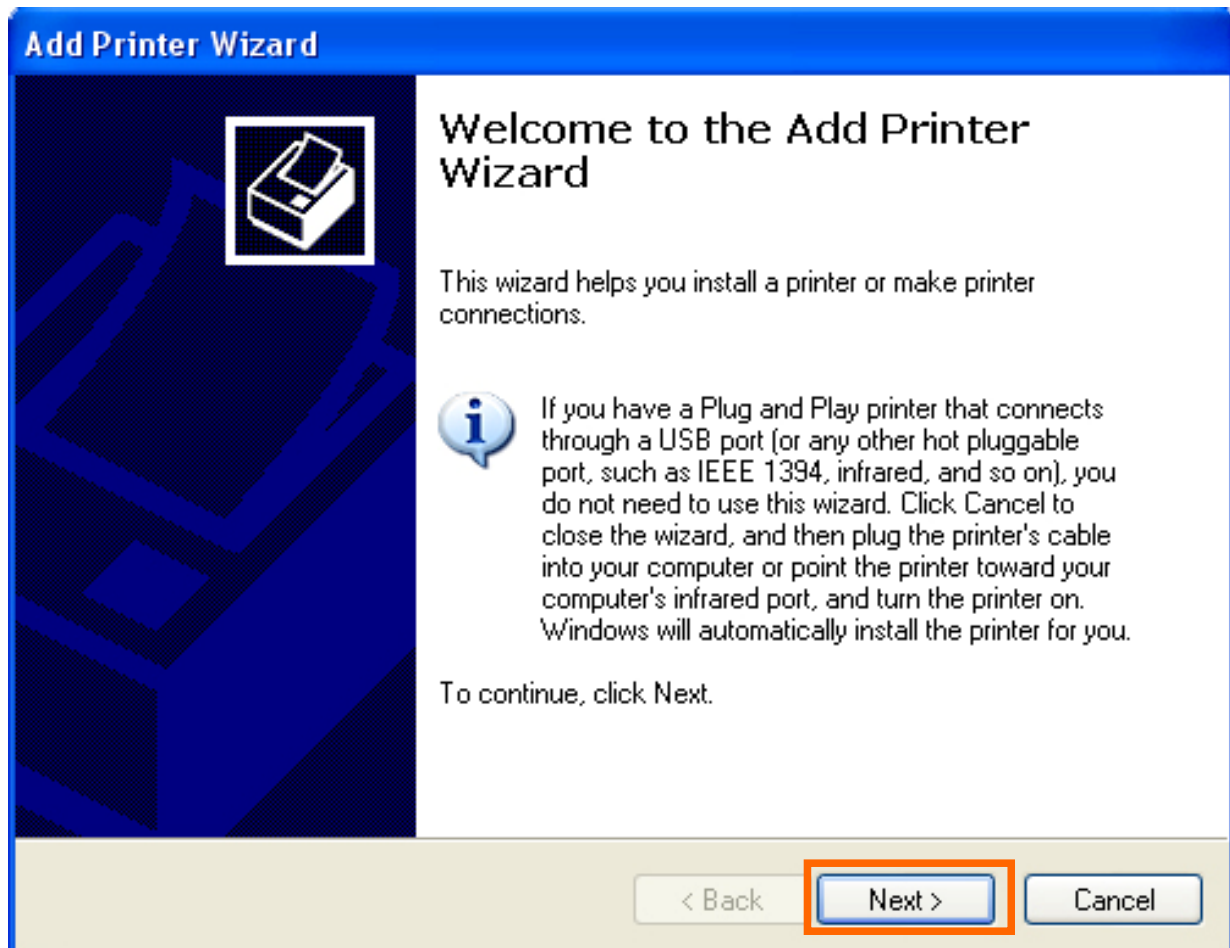 Add Printer Wizard
Welcome to the Add Printer
Wizard
This wizard helps you install a printer or make printer
connections.
If you have a Plug and Play printer that connects
through a USB port (or any other hot pluggable
port, such as IEEE 1394, infrared, and so on), you
do not need to use this wizard. Click Cancel to
close the wizard, and then plug the printer's cable
into your computer or point the printer toward your
computer's infrared port, and turn the printer on.
Windows will automatically install the printer for you.
To continue, click Next.
< Back Next > Cancel